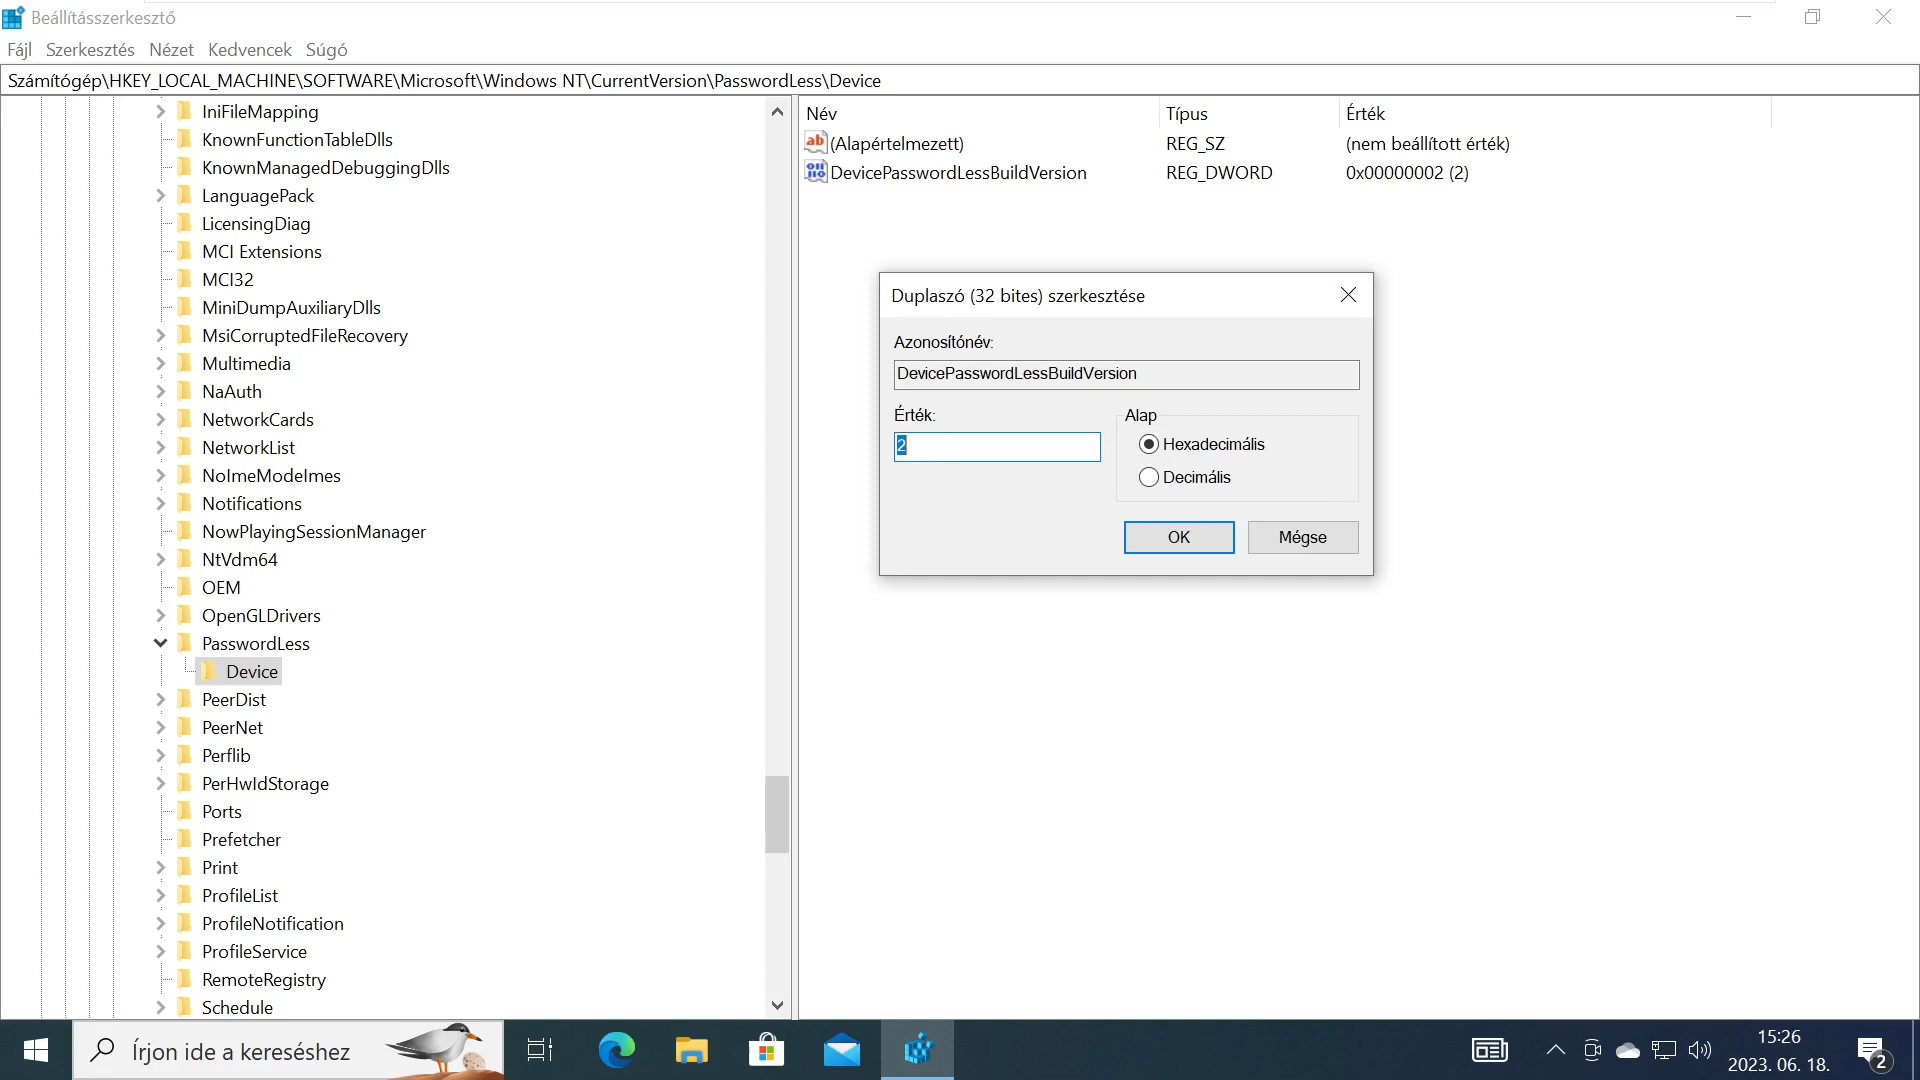 Beállításszerkesztő
Fájl Szerkesztés Nézet Kedvencek Súgó
Számítógép\HKEY_LOCAL_MACHINE\SOFTWARE\Microsoft\Windows NT\CurrentVersion\PasswordLess\Device
IniFileMapping
KnownFunctionTableDlls
KnownManagedDebuggingDlls
LanguagePack
LicensingDiag
MCI Extensions
MCI32
MiniDumpAuxiliaryDlls
MsiCorruptedFileRecovery
Multimedia
NaAuth
NetworkCards
NetworkList
NoImeModeImes
Notifications
NowPlayingSessionManager
NtVdm64
OEM
OpenGLDrivers
PasswordLess
Device
PeerDist
PeerNet
Perflib
PerHwIdStorage
Ports
Prefetcher
Print
ProfileList
ProfileNotification
ProfileService
RemoteRegistry
Schedule
Név Típus Érték
(Alapértelmezett) REG_SZ (nem beállított érték)
DevicePasswordLessBuildVersion REG_DWORD 0x00000002 (2)
Duplaszó (32 bites) szerkesztése
Azonosítónév:
DevicePasswordLessBuildVersion
Érték: Alap
2 Hexadecimális
Decimális
OK Mégse
Írjon ide a kereséshez
15:26
2023. 06. 18.
2